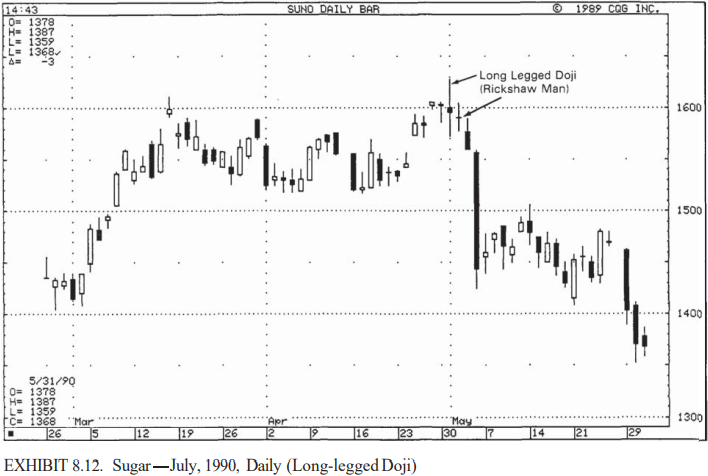 14:43 SUNO DAILY BAR © 1989 CQG INC.
O= 1378
H= 1387
L= 1359
L= 1368✓
Δ= -3
Long Legged Doji
(Rickshaw Man)
1600
1500
1400
5/31/90
O= 1378
H= 1387
L= 1359
C= 1368
Mar Apr May
1300
26 5 12 19 26 2 9 16 23 30 7 14 21 29
EXHIBIT 8.12. Sugar—July, 1990, Daily (Long-legged Doji)